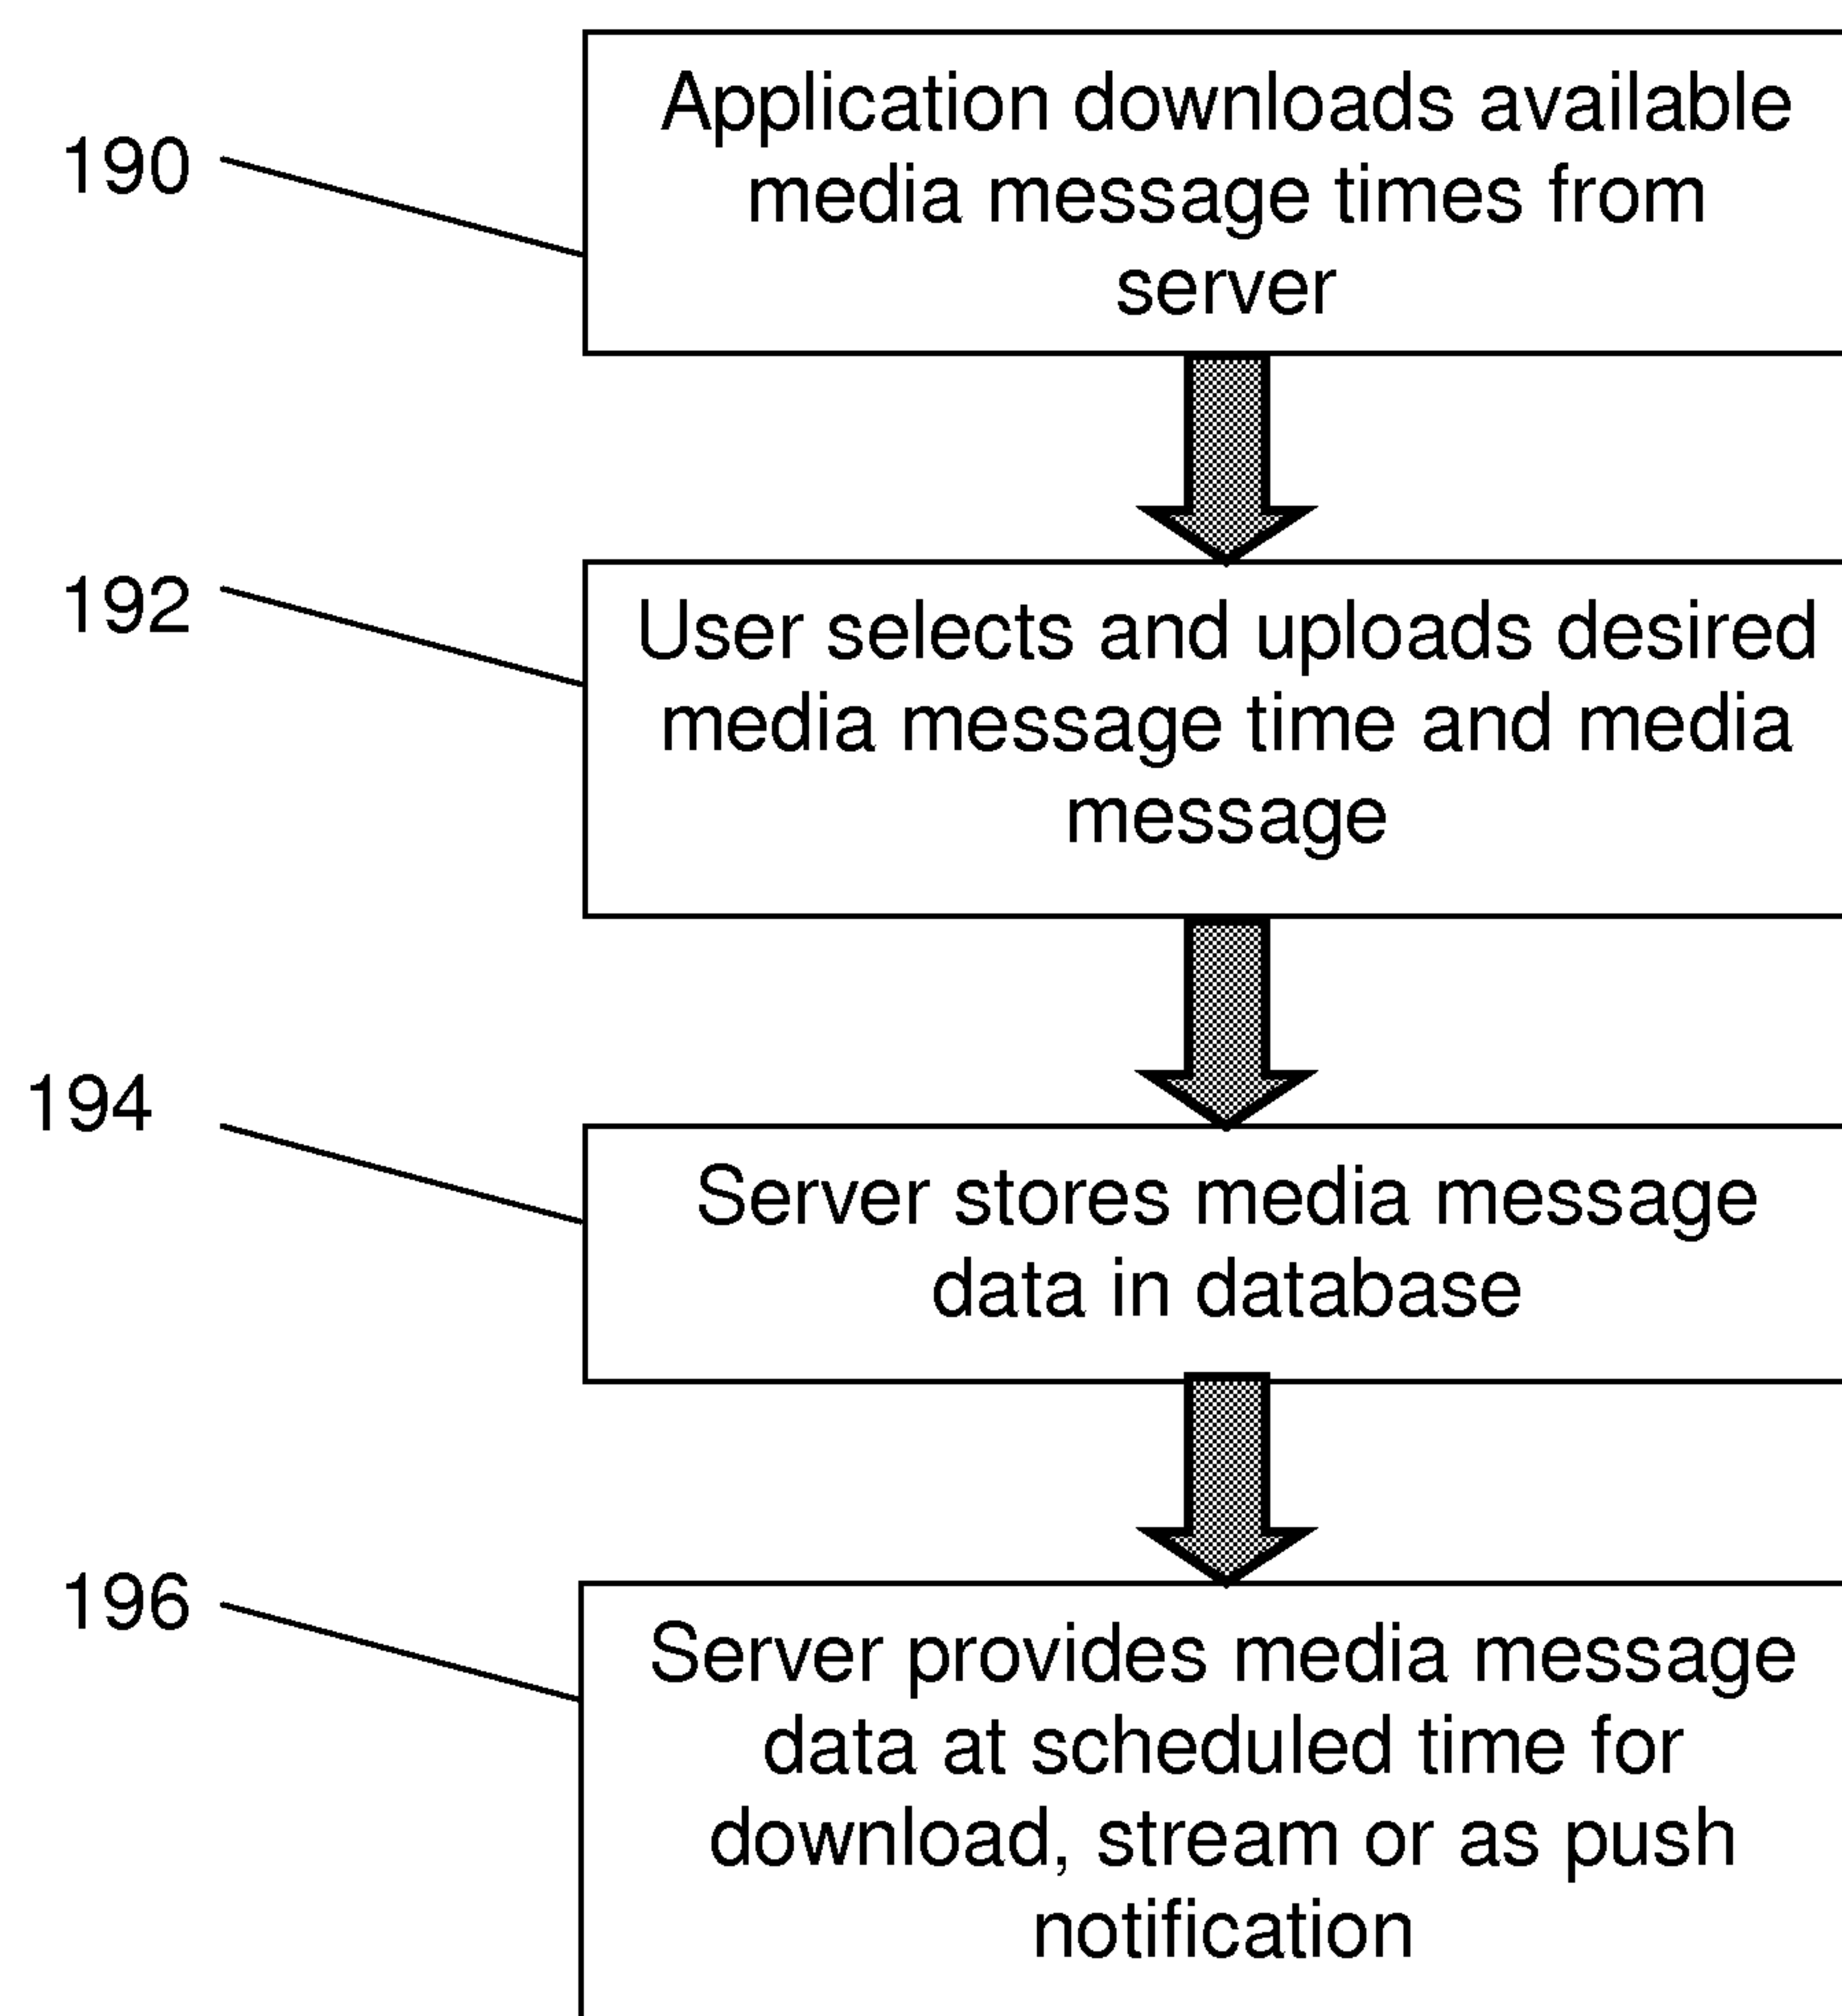 190
Application downloads available
media message times from
server
192
User selects and uploads desired
media message time and media
message
194
Server stores media message
data in database
196
Server provides media message
data at scheduled time for
download, stream or as push
notification